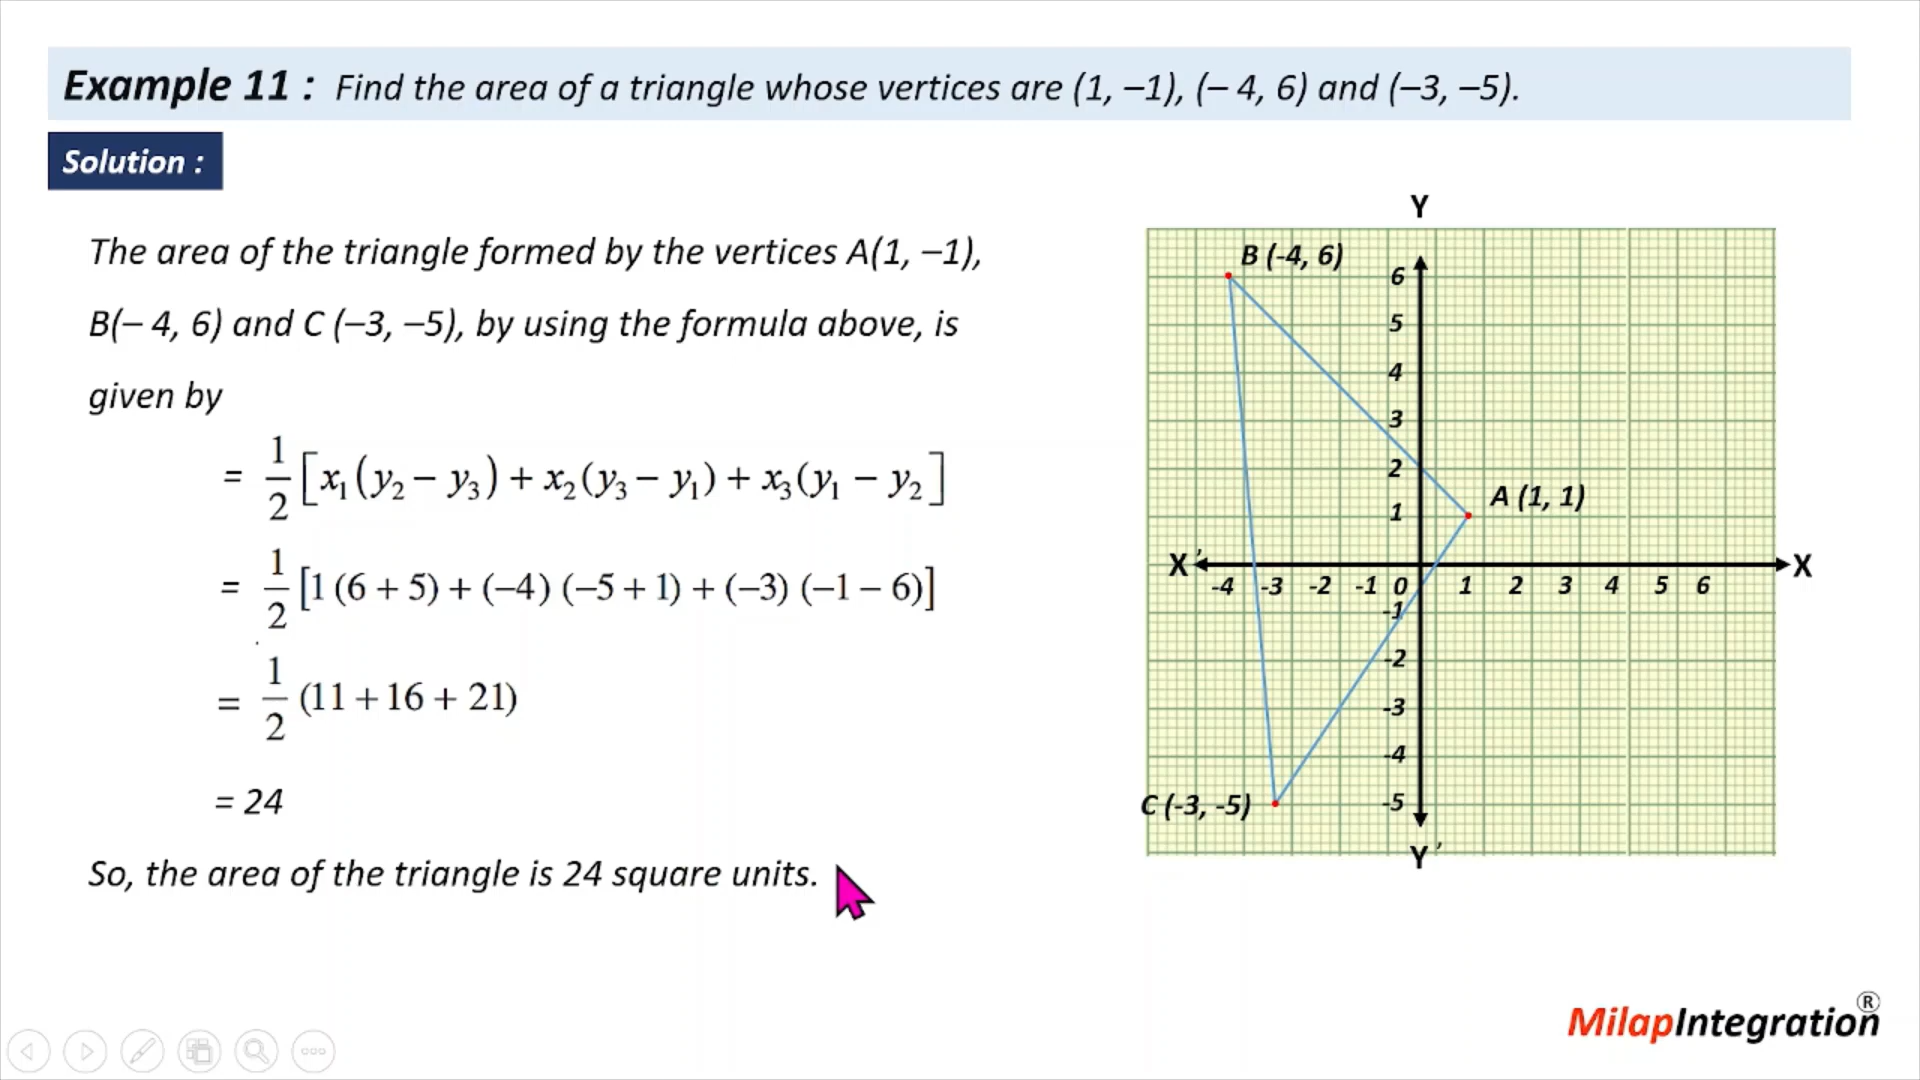 Example 11 : Find the area of a triangle whose vertices are (1, –1), (– 4, 6) and (–3, –5).
Solution :
The area of the triangle formed by the vertices A(1, –1),
B(– 4, 6) and C (–3, –5), by using the formula above, is
given by
= 1/2 [x₁(y₂ – y₃) + x₂(y₃ – y₁) + x₃(y₁ – y₂]
= 1/2 [1 (6 + 5) + (–4) (–5 + 1) + (–3) (–1 – 6)]
= 1/2 (11 + 16 + 21)
= 24
So, the area of the triangle is 24 square units.
Y
B (-4, 6)
6
5
4
3
2
A (1, 1)
1
X′ X
-4 -3 -2 -1 0 1 2 3 4 5 6
-1
-2
-3
-4
C (-3, -5) -5
Y′
MilapIntegration®